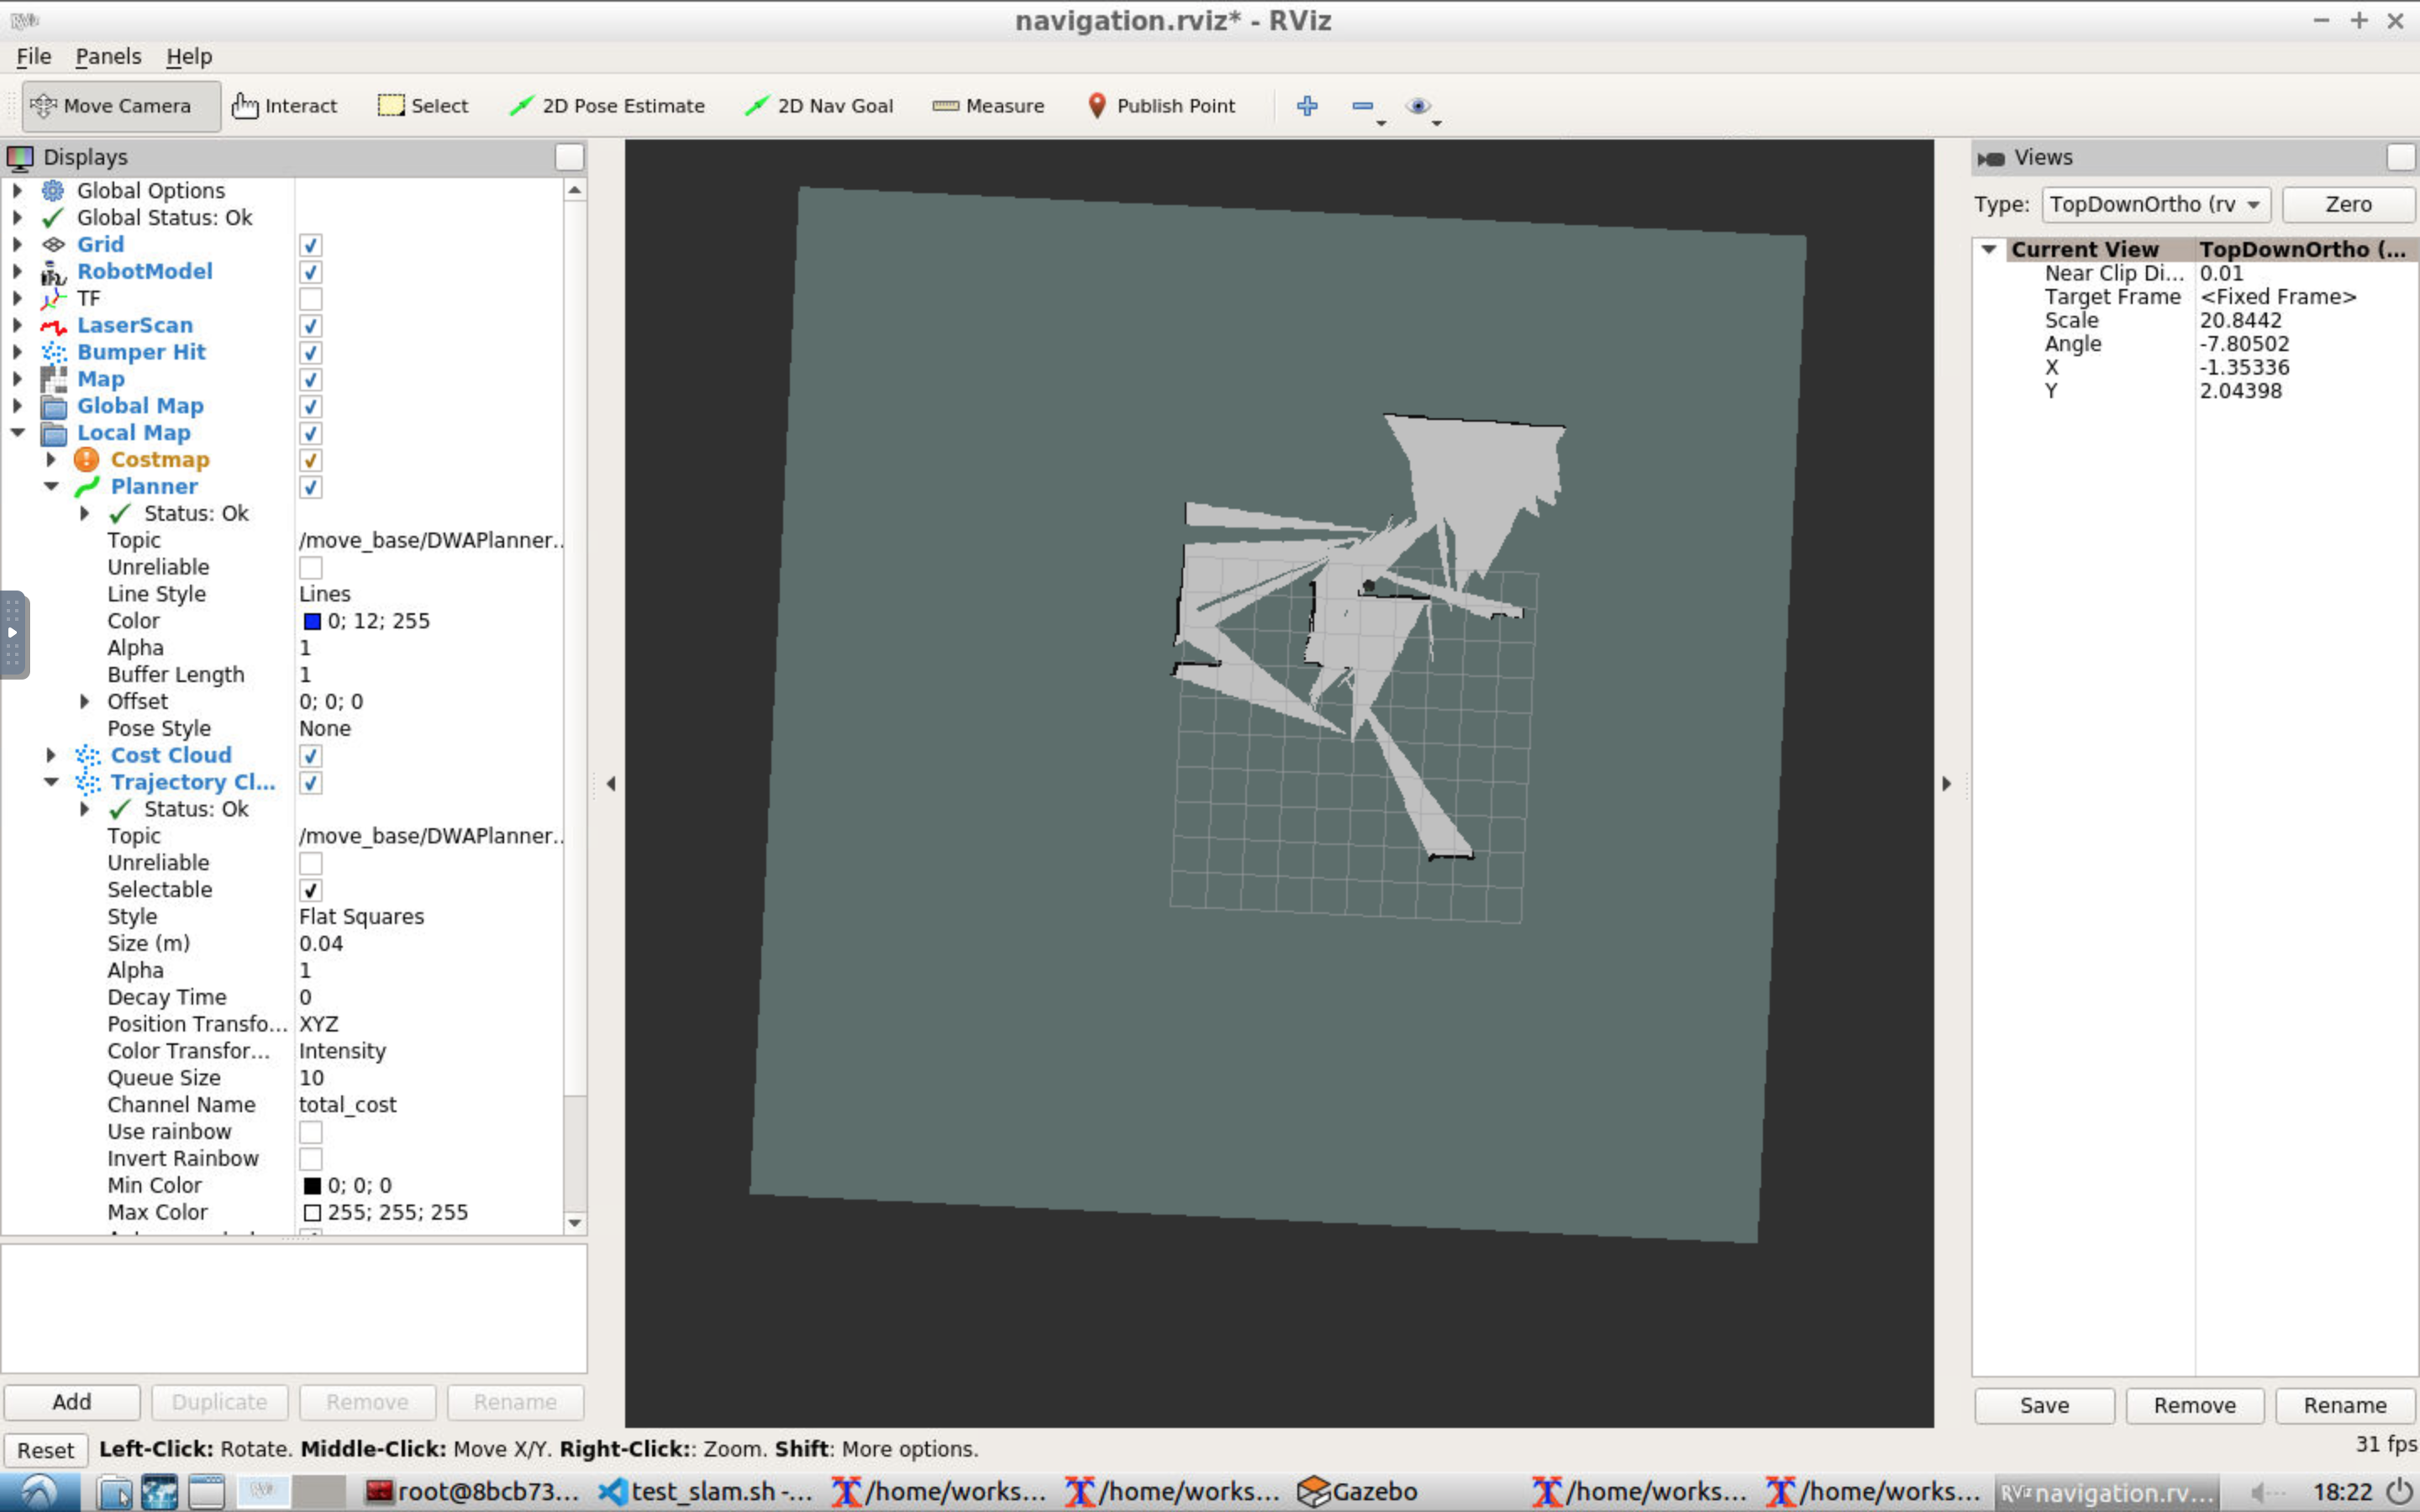 navigation.rviz* - RViz
File Panels Help
Move Camera Interact Select 2D Pose Estimate 2D Nav Goal Measure Publish Point
Displays
Global Options
Global Status: Ok
Grid
RobotModel
TF
LaserScan
Bumper Hit
Map
Global Map
Local Map
Costmap
Planner
Status: Ok
Topic /move_base/DWAPlanner..
Unreliable
Line Style Lines
Color 0; 12; 255
Alpha 1
Buffer Length 1
Offset 0; 0; 0
Pose Style None
Cost Cloud
Trajectory Cl...
Status: Ok
Topic /move_base/DWAPlanner..
Unreliable
Selectable
Style Flat Squares
Size (m) 0.04
Alpha 1
Decay Time 0
Position Transfo... XYZ
Color Transfor... Intensity
Queue Size 10
Channel Name total_cost
Use rainbow
Invert Rainbow
Min Color 0; 0; 0
Max Color 255; 255; 255
Add Duplicate Remove Rename
Views
Type: TopDownOrtho (rv Zero
Current View TopDownOrtho (...
Near Clip Di... 0.01
Target Frame <Fixed Frame>
Scale 20.8442
Angle -7.80502
X -1.35336
Y 2.04398
Save Remove Rename
Reset Left-Click: Rotate. Middle-Click: Move X/Y. Right-Click:: Zoom. Shift: More options. 31 fps
root@8bcb73... test_slam.sh -... /home/works... /home/works... Gazebo /home/works... /home/works... RViz navigation.rv... 18:22